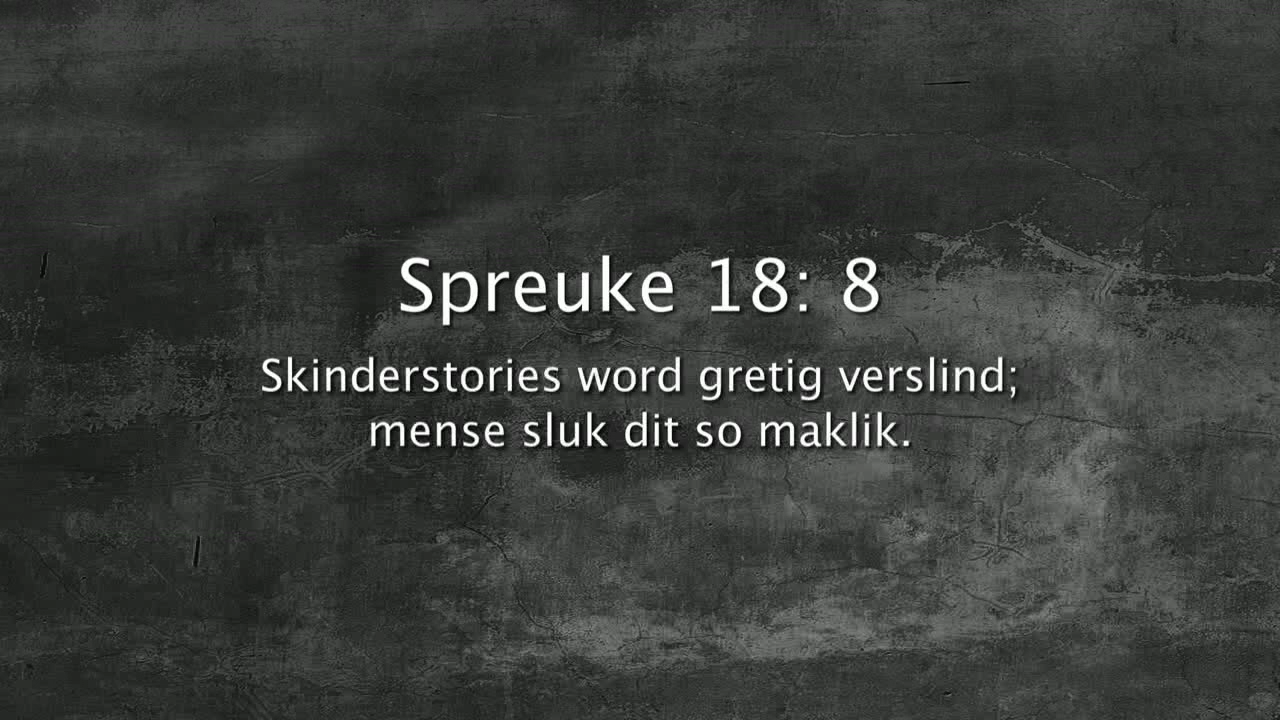 Spreuke 18: 8
Skinderstories word gretig verslind;
mense sluk dit so maklik.